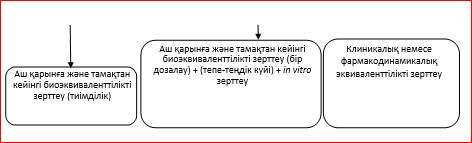 Аш қарынға және тамақтан
кейінгі биоэквиваленттілікті
зерттеу (тиімділік)
Аш қарынға және тамақтан кейінгі
биоэквиваленттілікті зерттеу (бір
дозалау) + (тепе-теңдік күйі) + in vitro
зерттеу
Клиникалық немесе
фармакодинамикалық
эквиваленттілікті зерттеу